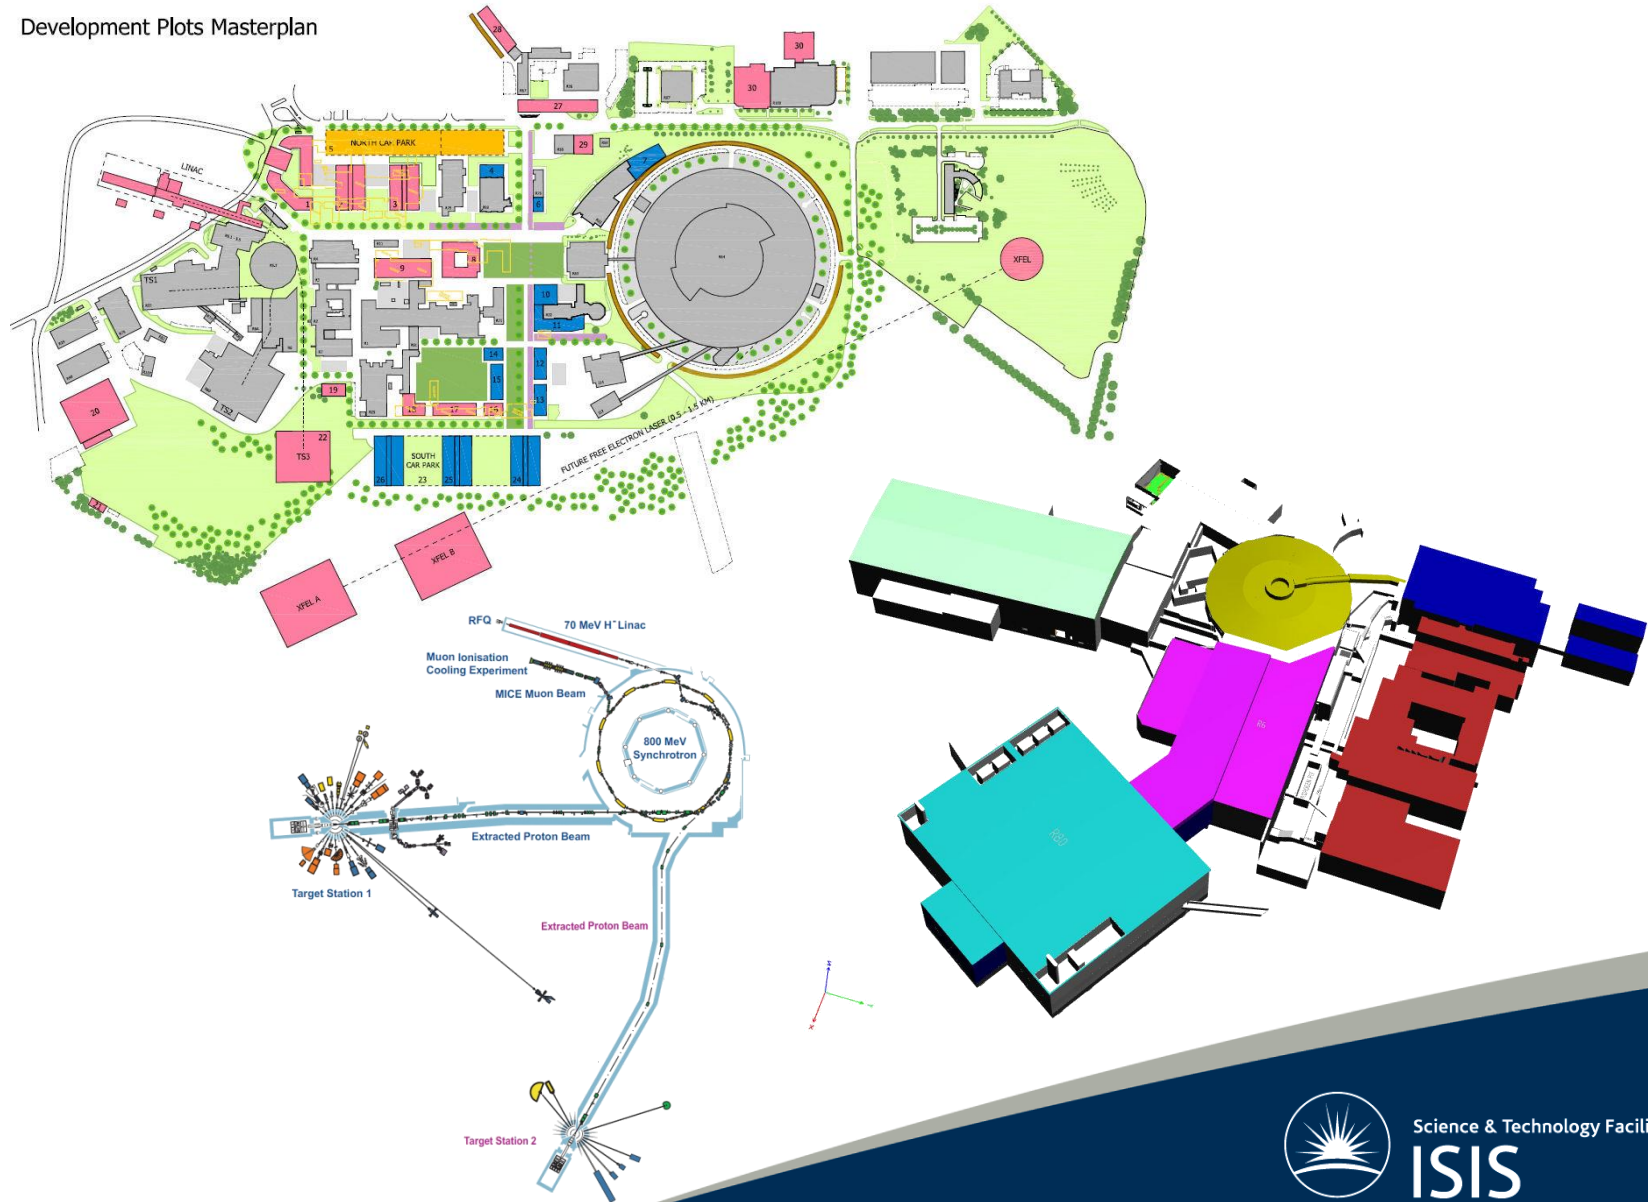 Development Plots Masterplan
28
30
30
27
5
NORTH CAR PARK
29
7
4
LINAC
1
3
6
8
9
XFEL
TS1
10
11
14
12
15
13
19
17
20
TS2
22
TS3
SOUTH
CAR PARK
26
23
25
24
FUTURE FREE ELECTRON LASER (0.5 - 1.5 KM)
XFEL B
XFEL A
RFQ
70 MeV H⁻ Linac
Muon Ionisation
Cooling Experiment
MICE Muon Beam
800 MeV
Synchrotron
Extracted Proton Beam
Target Station 1
Extracted Proton Beam
Target Station 2
R6
R80
Science & Technology Facili
ISIS